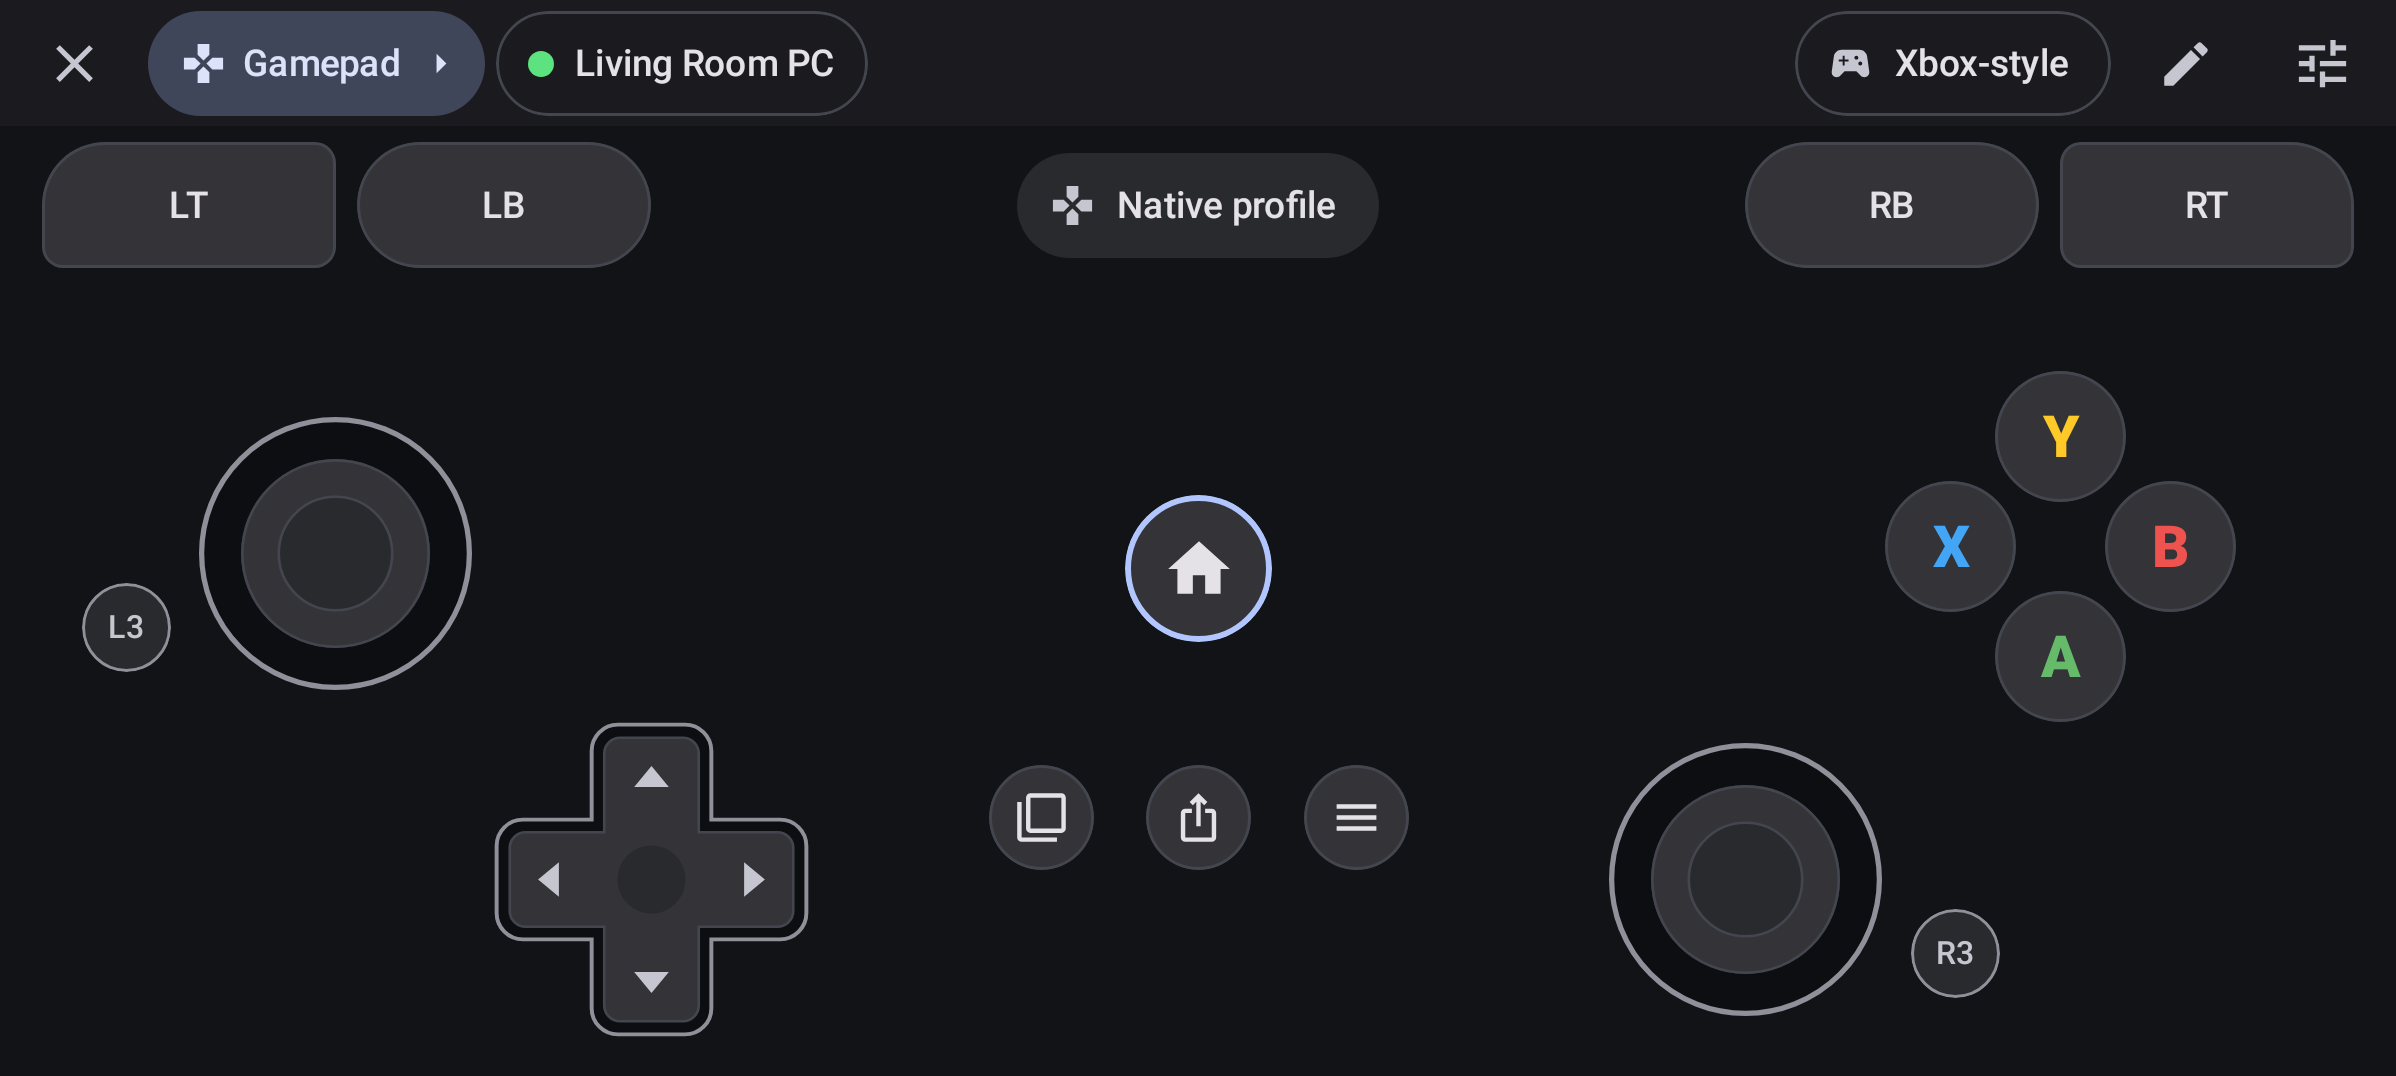 Gamepad
Living Room PC
Xbox-style
LT
LB
Native profile
RB
RT
Y
X
B
A
L3
R3